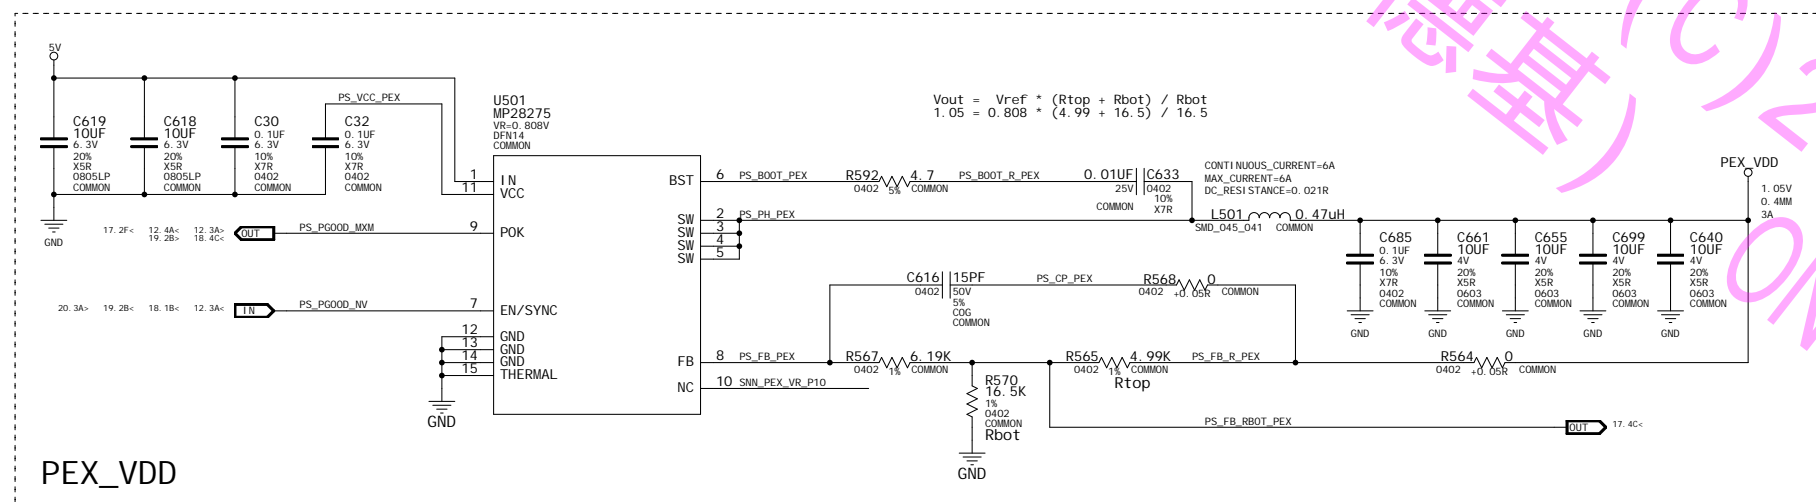 5V
C619
10UF
6.3V
20%
X5R
0805LP
COMMON
C618
10UF
6.3V
20%
X5R
0805LP
COMMON
C30
0.1UF
6.3V
10%
X7R
0402
COMMON
PS_VCC_PEX
C32
0.1UF
6.3V
10%
X7R
0402
COMMON
GND
U501
MP28275
VR=0.808V
DFN14
COMMON
Vout = Vref * (Rtop + Rbot) / Rbot
1.05 = 0.808 * (4.99 + 16.5) / 16.5
1 IN
11 VCC
17.2F< 12.4A< 12.3A>
19.2B> 18.4C<
OUT PS_PGOOD_MXM 9 POK
20.3A> 19.2B< 18.1B< 12.3A<
IN PS_PGOOD_NV 7 EN/SYNC
12 GND
13 GND
14 GND
15 THERMAL
GND
BST 6 PS_BOOT_PEX
R592 4.7
0402 5% COMMON
PS_BOOT_R_PEX
0.01UF C633
25V 0402
10%
COMMON X7R
SW 2 PS_PH_PEX
SW 3
SW 4
SW 5
CONTINUOUS_CURRENT=6A
MAX_CURRENT=6A
DC_RESISTANCE=0.021R
L501 0.47uH
SMD_045_041 COMMON
PEX_VDD
1.05V
0.4MM
3A
C685
0.1UF
6.3V
10%
X7R
0402
COMMON
GND
C661
10UF
4V
20%
X5R
0603
COMMON
GND
C655
10UF
4V
20%
X5R
0603
COMMON
GND
C699
10UF
4V
20%
X5R
0603
COMMON
GND
C640
10UF
4V
20%
X5R
0603
COMMON
GND
C616 15PF
0402 50V
5%
COG
COMMON
PS_CP_PEX
R568 0
0402 +0.05R COMMON
FB 8 PS_FB_PEX
R567 6.19K
0402 1% COMMON
R565 4.99K
0402 1% COMMON
Rtop
PS_FB_R_PEX
R564 0
0402 +0.05R COMMON
NC 10 SNN_PEX_VR_P10
R570
16.5K
1%
0402
COMMON
Rbot
GND
PS_FB_RBOT_PEX
OUT 17.4C<
PEX_VDD
(C)2
德基)
ON